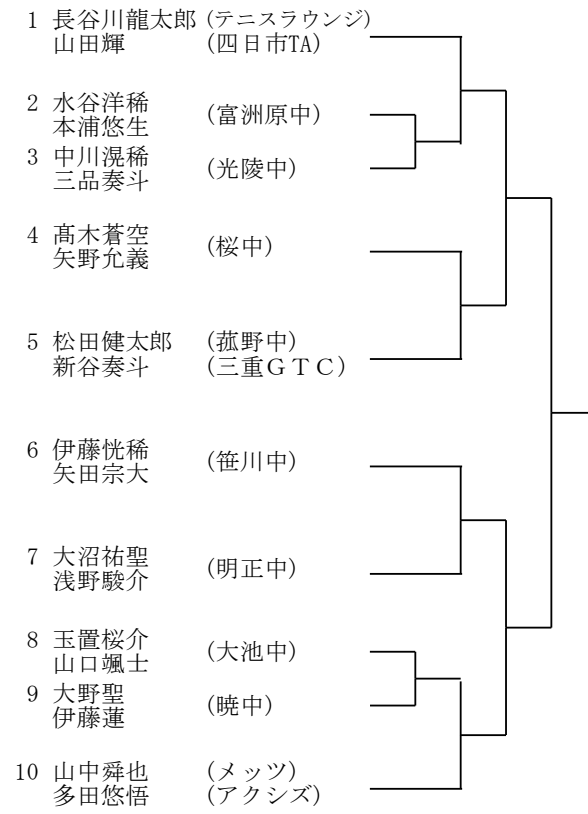 1 長谷川龍太郎 (テニスラウンジ)
山田輝 (四日市TA)
2 水谷洋稀
本浦悠生 (富洲原中)
3 中川滉稀
三品奏斗 (光陵中)
4 髙木蒼空
矢野允義 (桜中)
5 松田健太郎 (菰野中)
新谷奏斗 (三重GTC)
6 伊藤恍稀
矢田宗大 (笹川中)
7 大沼祐聖
浅野駿介 (明正中)
8 玉置桜介
山口颯士 (大池中)
9 大野聖
伊藤蓮 (暁中)
10 山中舜也 (メッツ)
多田悠悟 (アクシズ)